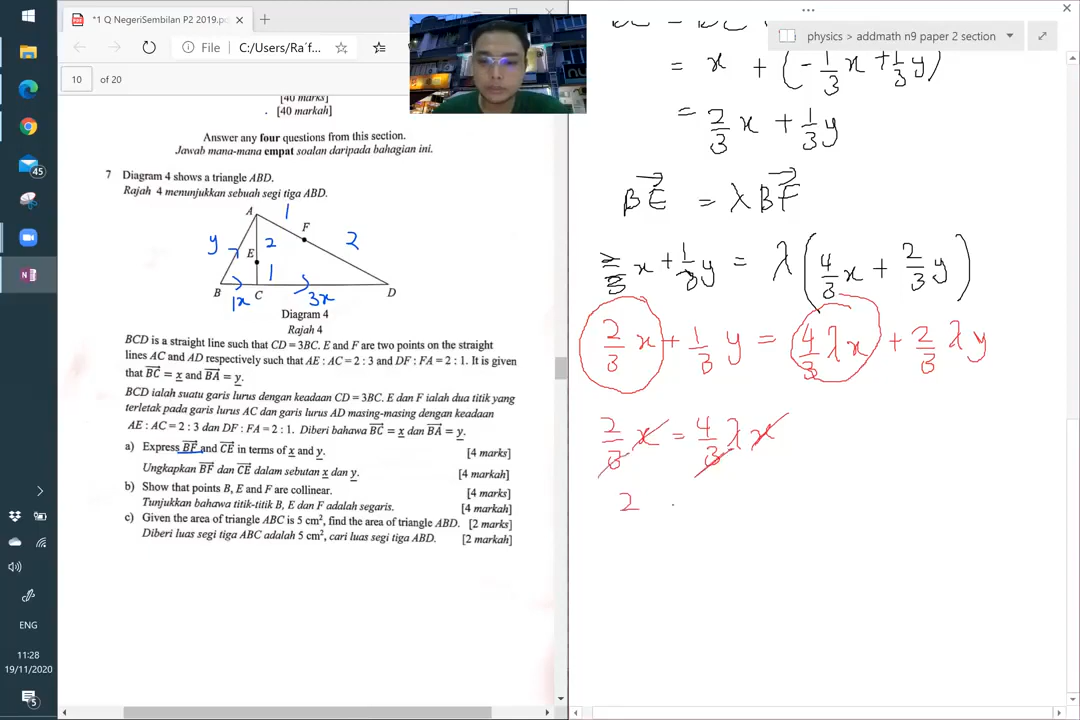 *1 Q NegeriSembilan P2 2019.p
File C:/Users/Ra´f...
10 of 20
[40 marks]
[40 markah]
Answer any four questions from this section.
Jawab mana-mana empat soalan daripada bahagian ini.
7 Diagram 4 shows a triangle ABD.
Rajah 4 menunjukkan sebuah segi tiga ABD.
A 1 F
y E 2 2
1
B 1x C 3x D
Diagram 4
Rajah 4
BCD is a straight line such that CD = 3BC. E and F are two points on the straight
lines AC and AD respectively such that AE : AC = 2 : 3 and DF : FA = 2 : 1. It is given
that BC→ = x and BA→ = y.
BCD ialah suatu garis lurus dengan keadaan CD = 3BC. E dan F ialah dua titik yang
terletak pada garis lurus AC dan garis lurus AD masing-masing dengan keadaan
AE : AC = 2 : 3 dan DF : FA = 2 : 1. Diberi bahawa BC→ = x dan BA→ = y.
a) Express BF→ and CE→ in terms of x and y. [4 marks]
Ungkapkan BF→ dan CE→ dalam sebutan x dan y. [4 markah]
b) Show that points B, E and F are collinear. [4 marks]
Tunjukkan bahawa titik-titik B, E dan F adalah segaris. [4 markah]
c) Given the area of triangle ABC is 5 cm², find the area of triangle ABD. [2 marks]
Diberi luas segi tiga ABC adalah 5 cm², cari luas segi tiga ABD. [2 markah]
physics > addmath n9 paper 2 section
= x + (-1/3 x + 1/3 y)
= 2/3 x + 1/3 y
BE→ = λ BF→
x + 1/3 y = λ (4/3 x + 2/3 y)
2/3 x + 1/3 y = 4/3 λx + 2/3 λy
2/3 x = 4/3 λx
2
45
ENG
11:28
19/11/2020
5